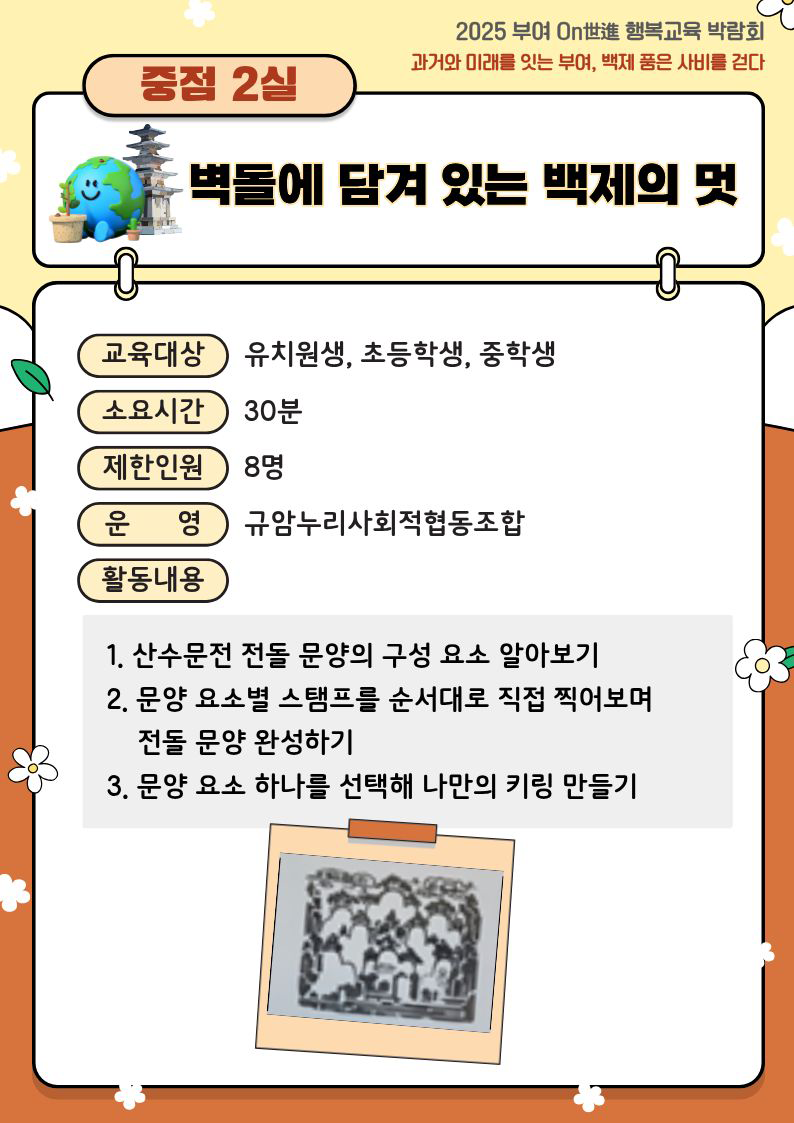 2025 부여 On世進 행복교육 박람회
과거와 미래를 잇는 부여, 백제 품은 사비를 걷다
중점 2실
벽돌에 담겨 있는 백제의 멋
교육대상 유치원생, 초등학생, 중학생
소요시간 30분
제한인원 8명
운 영 규암누리사회적협동조합
활동내용
1. 산수문전 전돌 문양의 구성 요소 알아보기
2. 문양 요소별 스탬프를 순서대로 직접 찍어보며
전돌 문양 완성하기
3. 문양 요소 하나를 선택해 나만의 키링 만들기